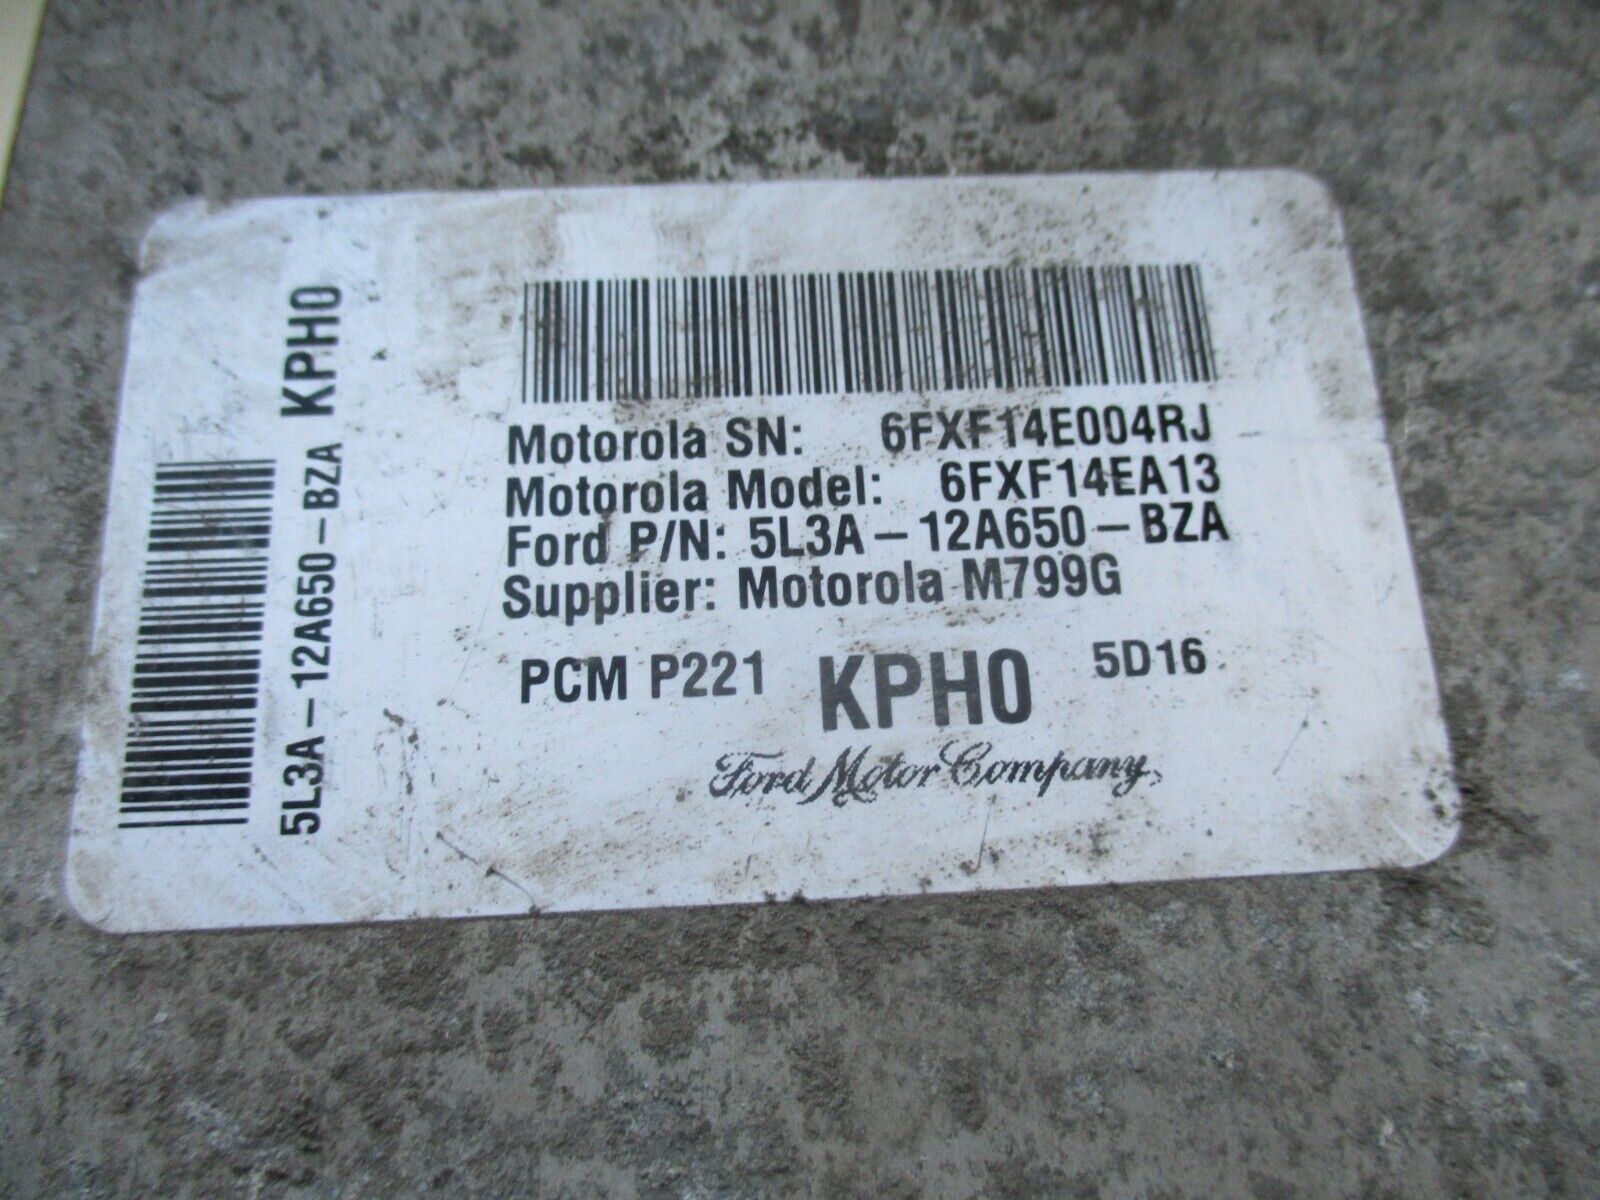 5L3A-12A650-BZA KPH0
Motorola SN: 6FXF14E004RJ
Motorola Model: 6FXF14EA13
Ford P/N: 5L3A-12A650-BZA
Supplier: Motorola M799G
PCM P221 KPH0 5D16
Ford Motor Company,